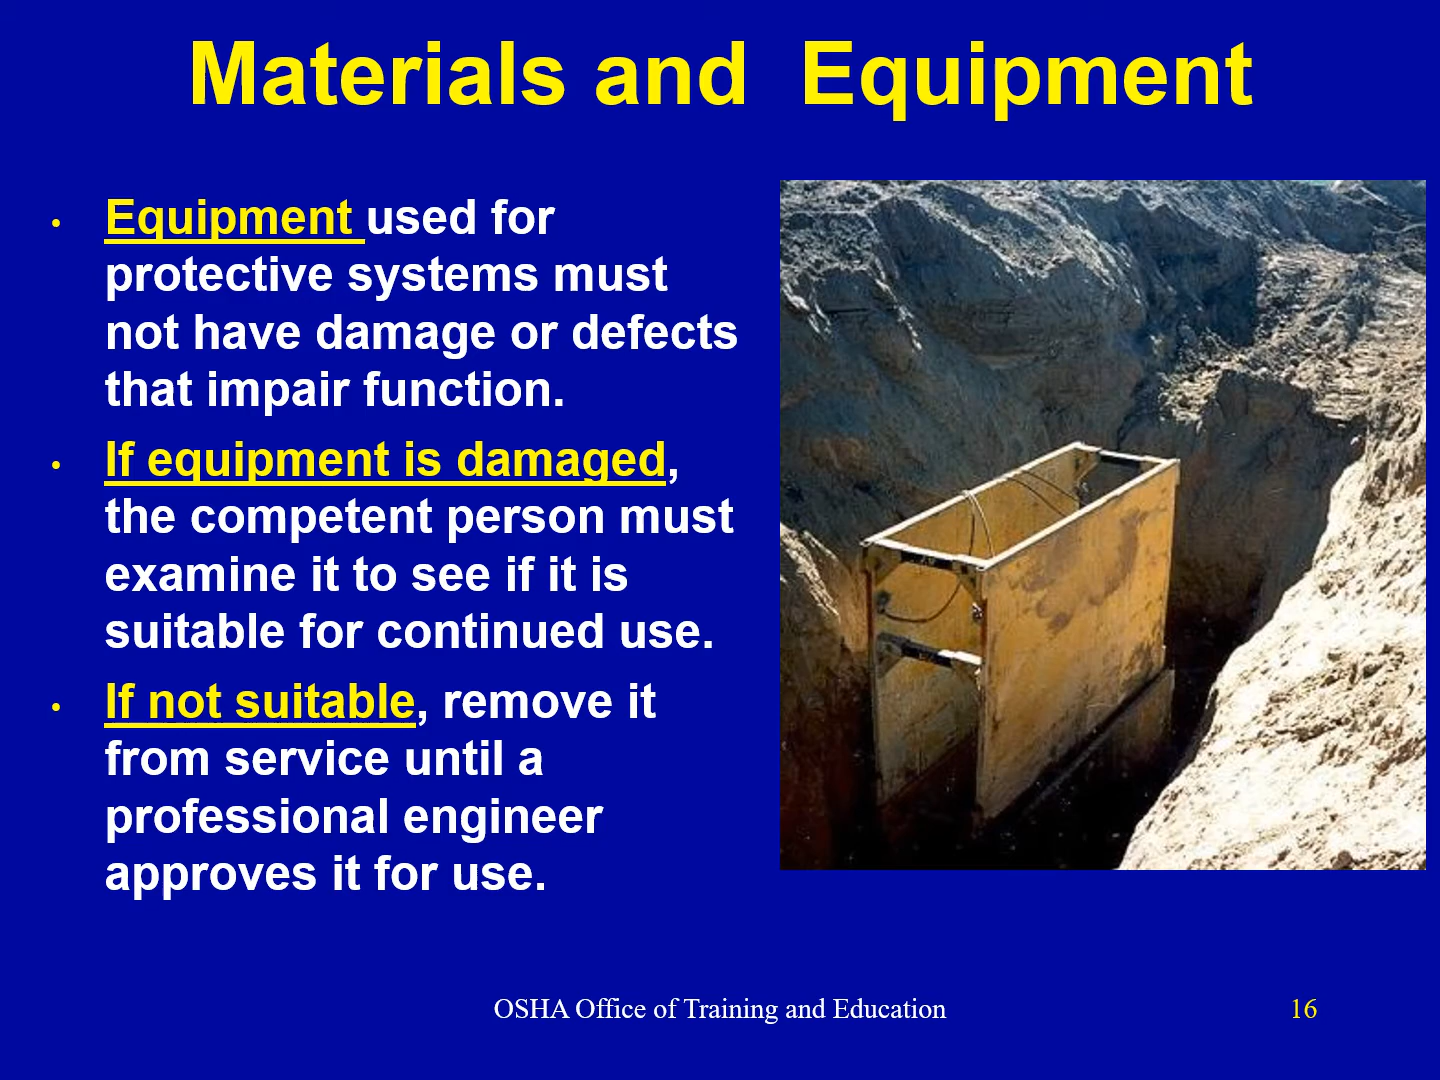 Materials and  Equipment
• Equipment used for
protective systems must
not have damage or defects
that impair function.
• If equipment is damaged,
the competent person must
examine it to see if it is
suitable for continued use.
• If not suitable, remove it
from service until a
professional engineer
approves it for use.
OSHA Office of Training and Education
16